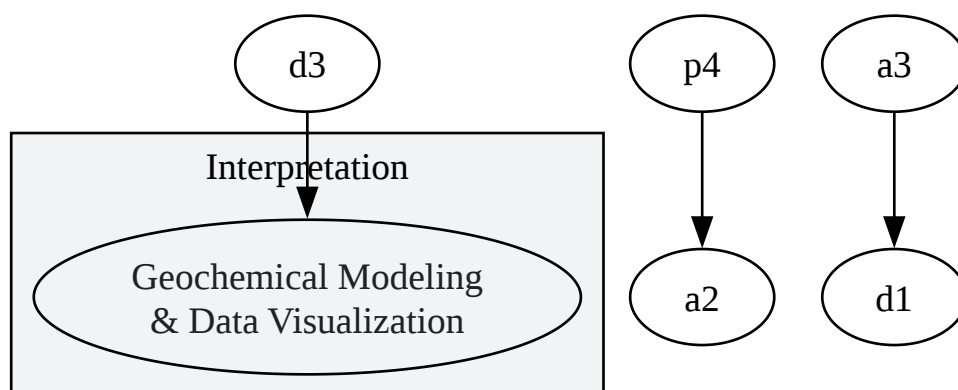 d3
p4
a3
Interpretation
Geochemical Modeling
& Data Visualization
a2
d1